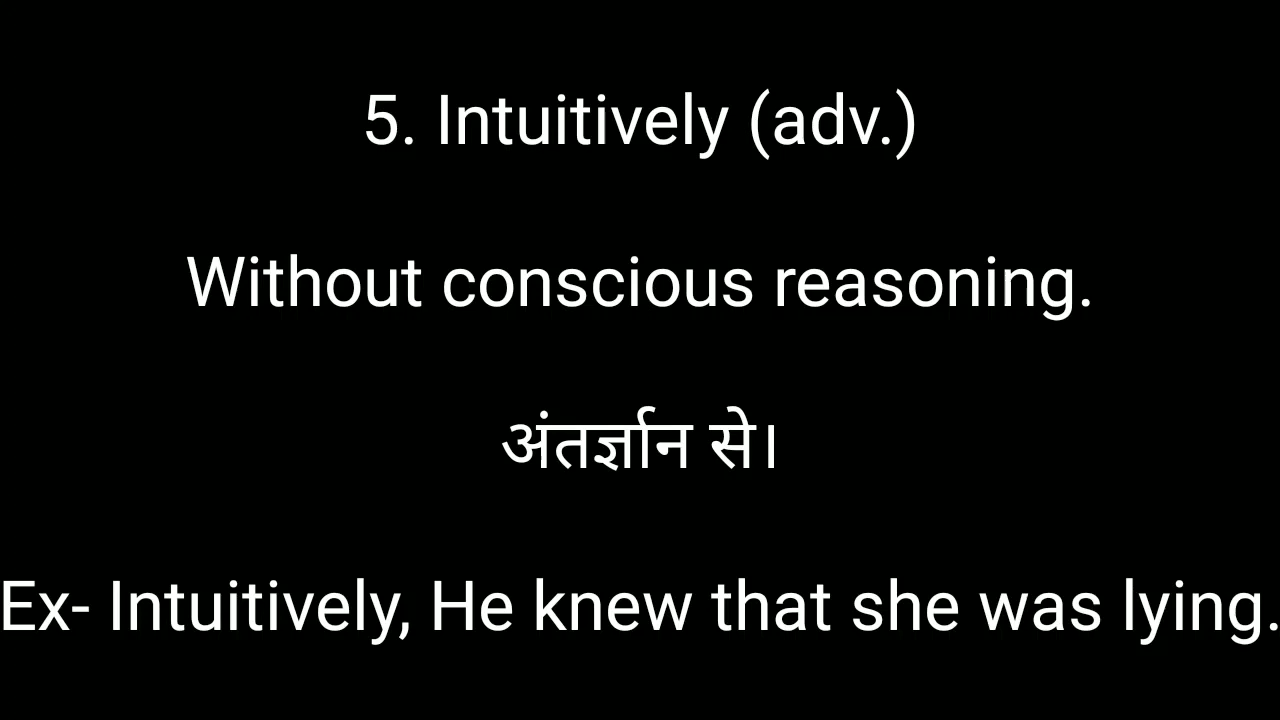 5. Intuitively (adv.)
Without conscious reasoning.
अंतर्ज्ञान से।
Ex- Intuitively, He knew that she was lying.